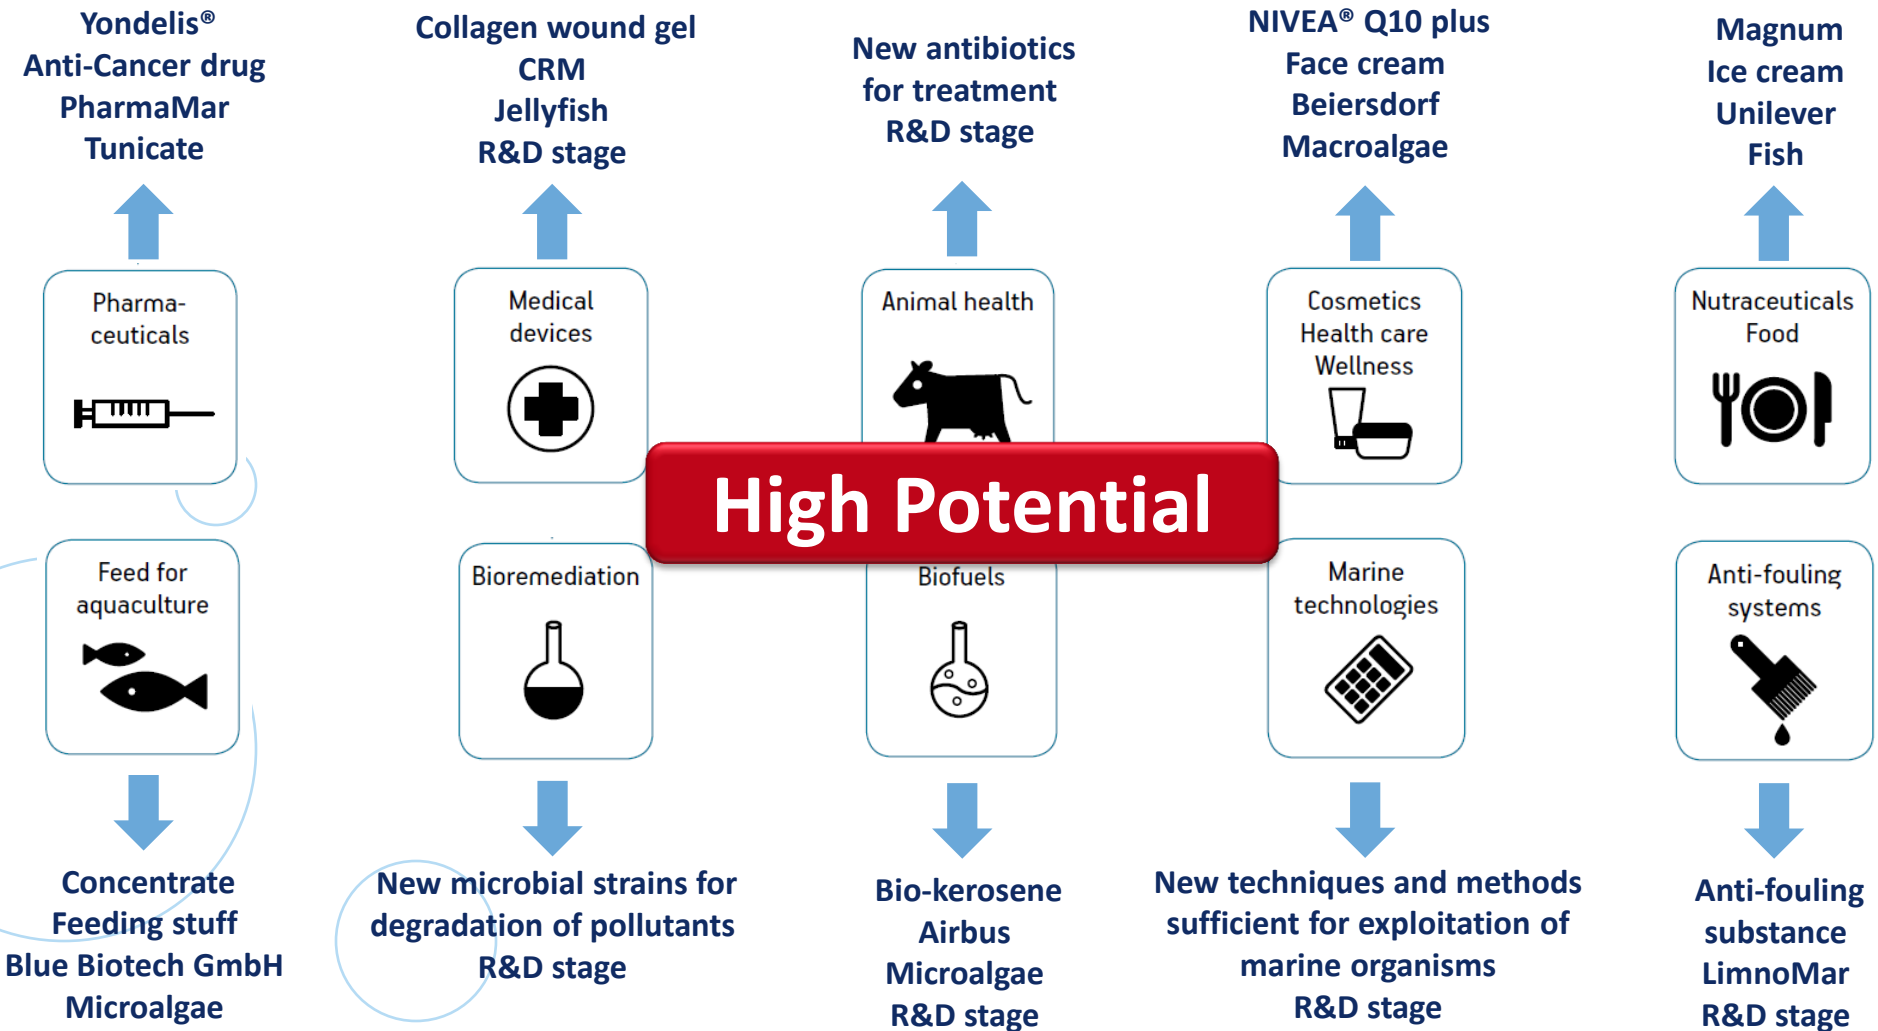 Yondelis®
Anti-Cancer drug
PharmaMar
Tunicate
Collagen wound gel
CRM
Jellyfish
R&D stage
New antibiotics
for treatment
R&D stage
NIVEA® Q10 plus
Face cream
Beiersdorf
Macroalgae
Magnum
Ice cream
Unilever
Fish
Pharma-
ceuticals
Medical
devices
Animal health
Cosmetics
Health care
Wellness
Nutraceuticals
Food
High Potential
Feed for
aquaculture
Bioremediation
Biofuels
Marine
technologies
Anti-fouling
systems
Concentrate
Feeding stuff
Blue Biotech GmbH
Microalgae
New microbial strains for
degradation of pollutants
R&D stage
Bio-kerosene
Airbus
Microalgae
R&D stage
New techniques and methods
sufficient for exploitation of
marine organisms
R&D stage
Anti-fouling
substance
LimnoMar
R&D stage